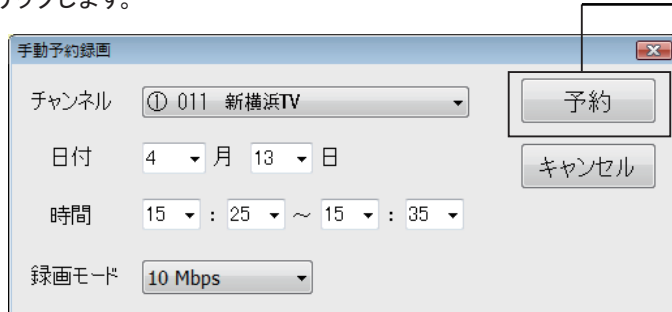 リックします。
手動予約録画
チャンネル ① 011 新横浜TV 予約
日付 4 月 13 日 キャンセル
時間 15 : 25 ~ 15 : 35
録画モード 10 Mbps